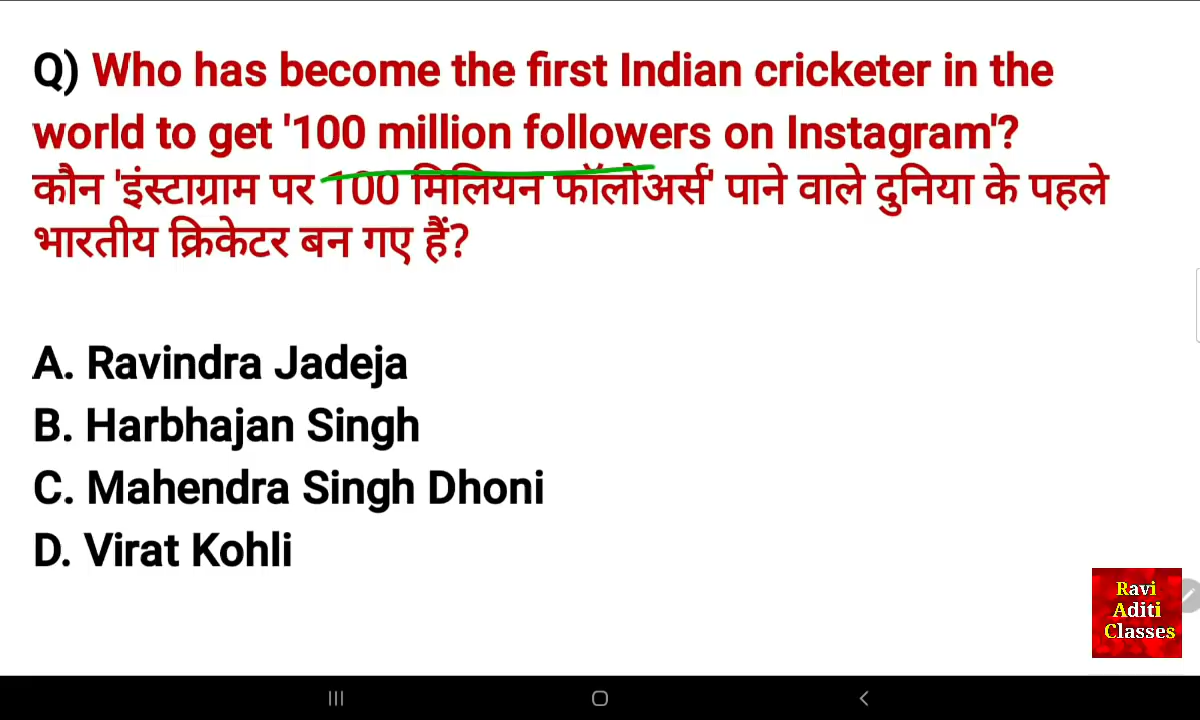 Q) Who has become the first Indian cricketer in the
world to get '100 million followers on Instagram'?
कौन 'इंस्टाग्राम पर 100 मिलियन फॉलोअर्स' पाने वाले दुनिया के पहले
भारतीय क्रिकेटर बन गए हैं?
A. Ravindra Jadeja
B. Harbhajan Singh
C. Mahendra Singh Dhoni
D. Virat Kohli
Ravi
Aditi
Classes